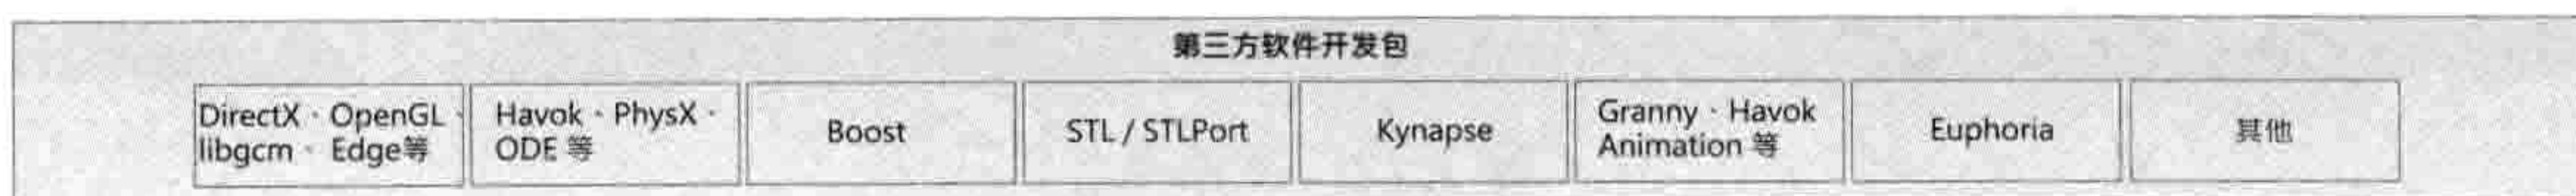 第三方软件开发包
DirectX · OpenGL ·
libgcm · Edge等
Havok · PhysX ·
ODE 等
Boost
STL / STLPort
Kynapse
Granny · Havok
Animation 等
Euphoria
其他